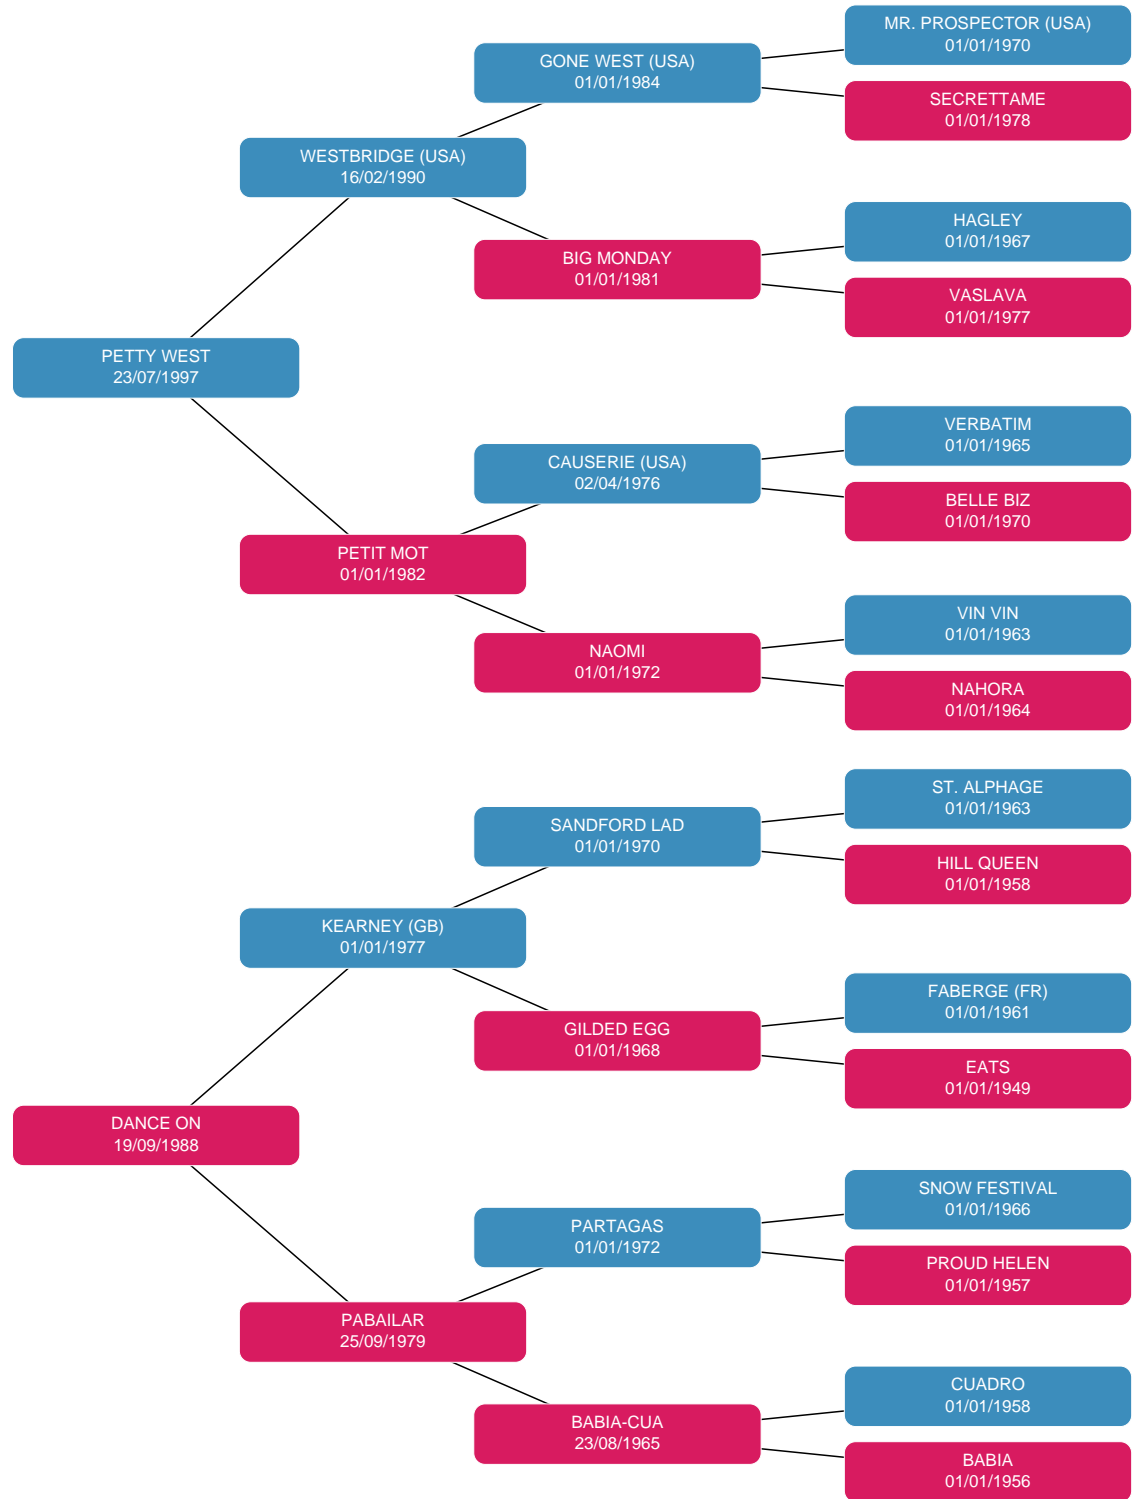 MR. PROSPECTOR (USA)
01/01/1970
GONE WEST (USA)
01/01/1984
SECRETTAME
01/01/1978
WESTBRIDGE (USA)
16/02/1990
HAGLEY
01/01/1967
BIG MONDAY
01/01/1981
VASLAVA
01/01/1977
PETTY WEST
23/07/1997
VERBATIM
01/01/1965
CAUSERIE (USA)
02/04/1976
BELLE BIZ
01/01/1970
PETIT MOT
01/01/1982
VIN VIN
01/01/1963
NAOMI
01/01/1972
NAHORA
01/01/1964
ST. ALPHAGE
01/01/1963
SANDFORD LAD
01/01/1970
HILL QUEEN
01/01/1958
KEARNEY (GB)
01/01/1977
FABERGE (FR)
01/01/1961
GILDED EGG
01/01/1968
EATS
01/01/1949
DANCE ON
19/09/1988
SNOW FESTIVAL
01/01/1966
PARTAGAS
01/01/1972
PROUD HELEN
01/01/1957
PABAILAR
25/09/1979
CUADRO
01/01/1958
BABIA-CUA
23/08/1965
BABIA
01/01/1956